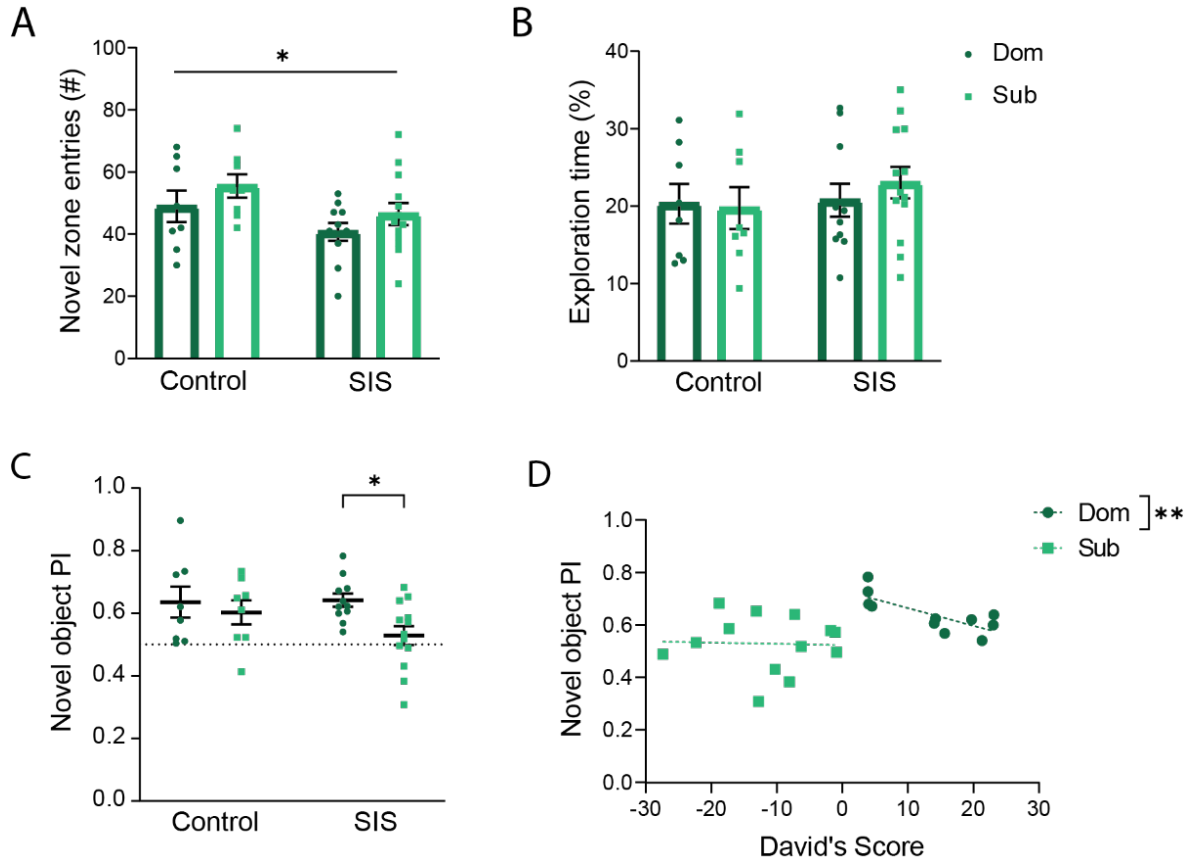 A
Novel zone entries (#)
100
80
60
40
20
0
*
Control
SIS
B
Exploration time (%)
40
30
20
10
0
Control
SIS
Dom
Sub
C
Novel object PI
1.0
0.8
0.6
0.4
0.2
0.0
*
Control
SIS
D
Novel object PI
1.0
0.8
0.6
0.4
0.2
0.0
-30 -20 -10 0 10 20 30
David's Score
Dom
**
Sub